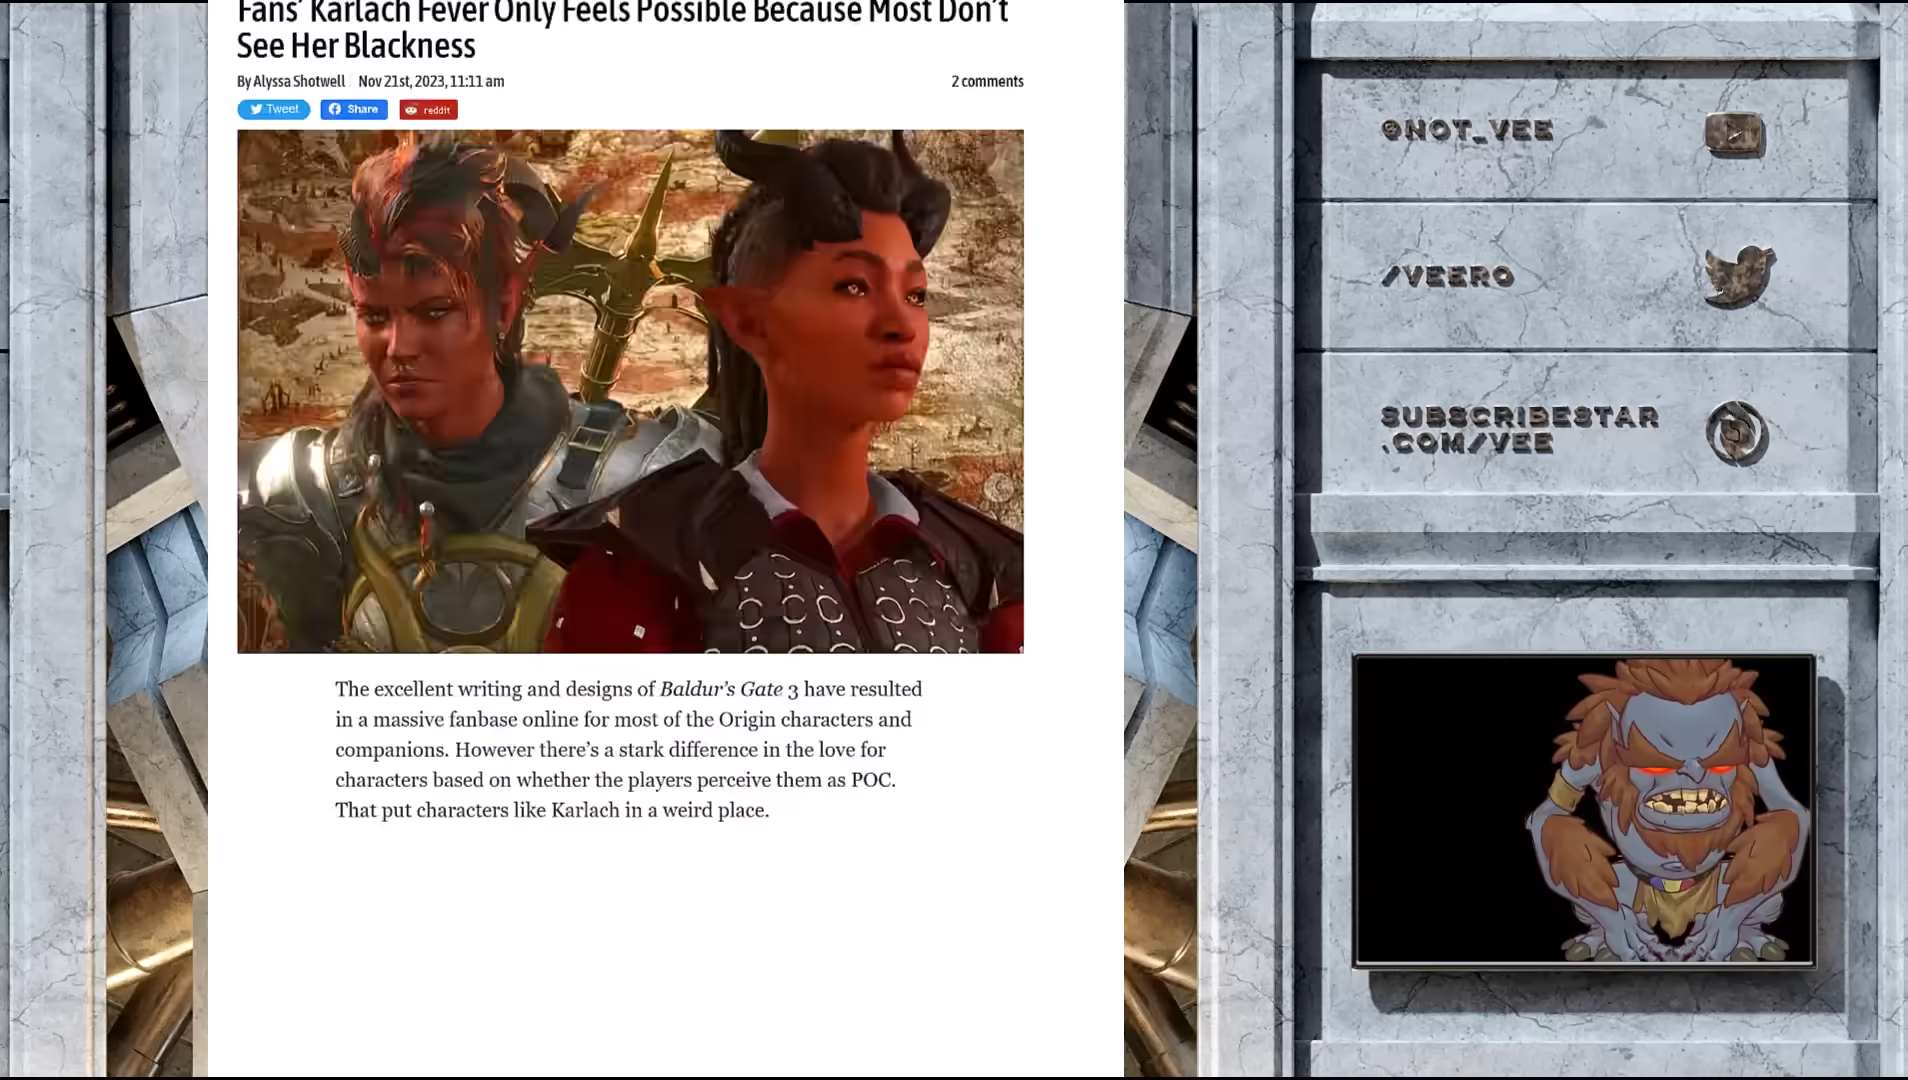 Fans’ Karlach Fever Only Feels Possible Because Most Don’t
See Her Blackness
By Alyssa Shotwell Nov 21st, 2023, 11:11 am
2 comments
Tweet
Share
reddit
The excellent writing and designs of Baldur’s Gate 3 have resulted
in a massive fanbase online for most of the Origin characters and
companions. However there’s a stark difference in the love for
characters based on whether the players perceive them as POC.
That put characters like Karlach in a weird place.
@NOT_VEE
/VEERO
SUBSCRIBESTAR
.COM/VEE